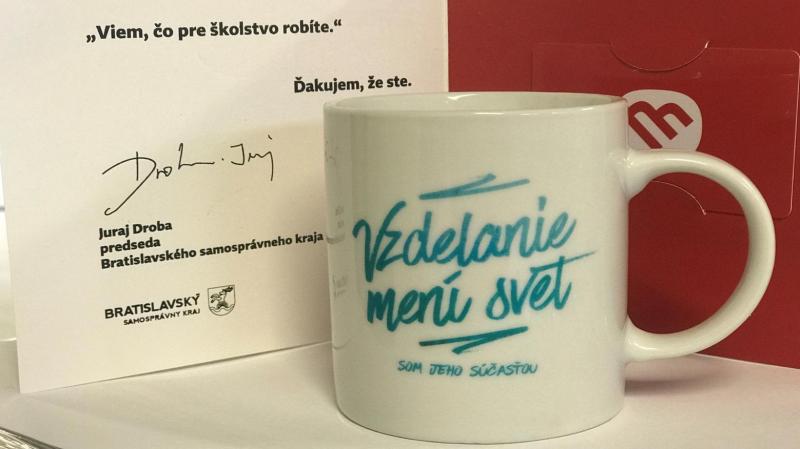 „Viem, čo pre školstvo robíte.“
Ďakujem, že ste.
Juraj Droba
predseda
Bratislavského samosprávneho kraja
BRATISLAVSKÝ
SAMOSPRÁVNY KRAJ
Vzdelanie
mení svet
SOM JEHO SÚČASŤOU